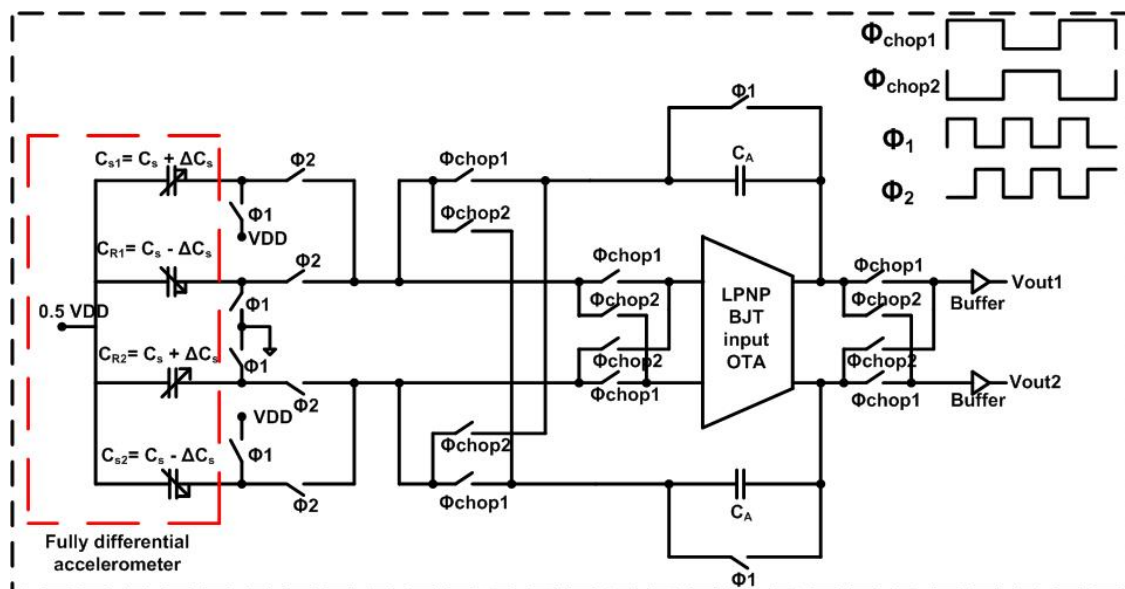 Φchop1
Φchop2
Φ1
Φ2
Φ1
Cs1= Cs + ΔCs
Φ2
Φchop1
CA
Φ1
VDD
Φchop2
CR1= Cs - ΔCs
Φ2
Φchop1
Φchop1
0.5 VDD
Φ1
Φchop2
LPNP
BJT
input
OTA
Φchop2
Buffer
Vout1
CR2= Cs + ΔCs
Φ1
Φchop2
Φchop2
Φ2
Φchop1
Φchop1
Buffer
Vout2
VDD
Cs2= Cs - ΔCs
Φ1
Φchop2
Φ2
Φchop1
CA
Fully differential
accelerometer
Φ1